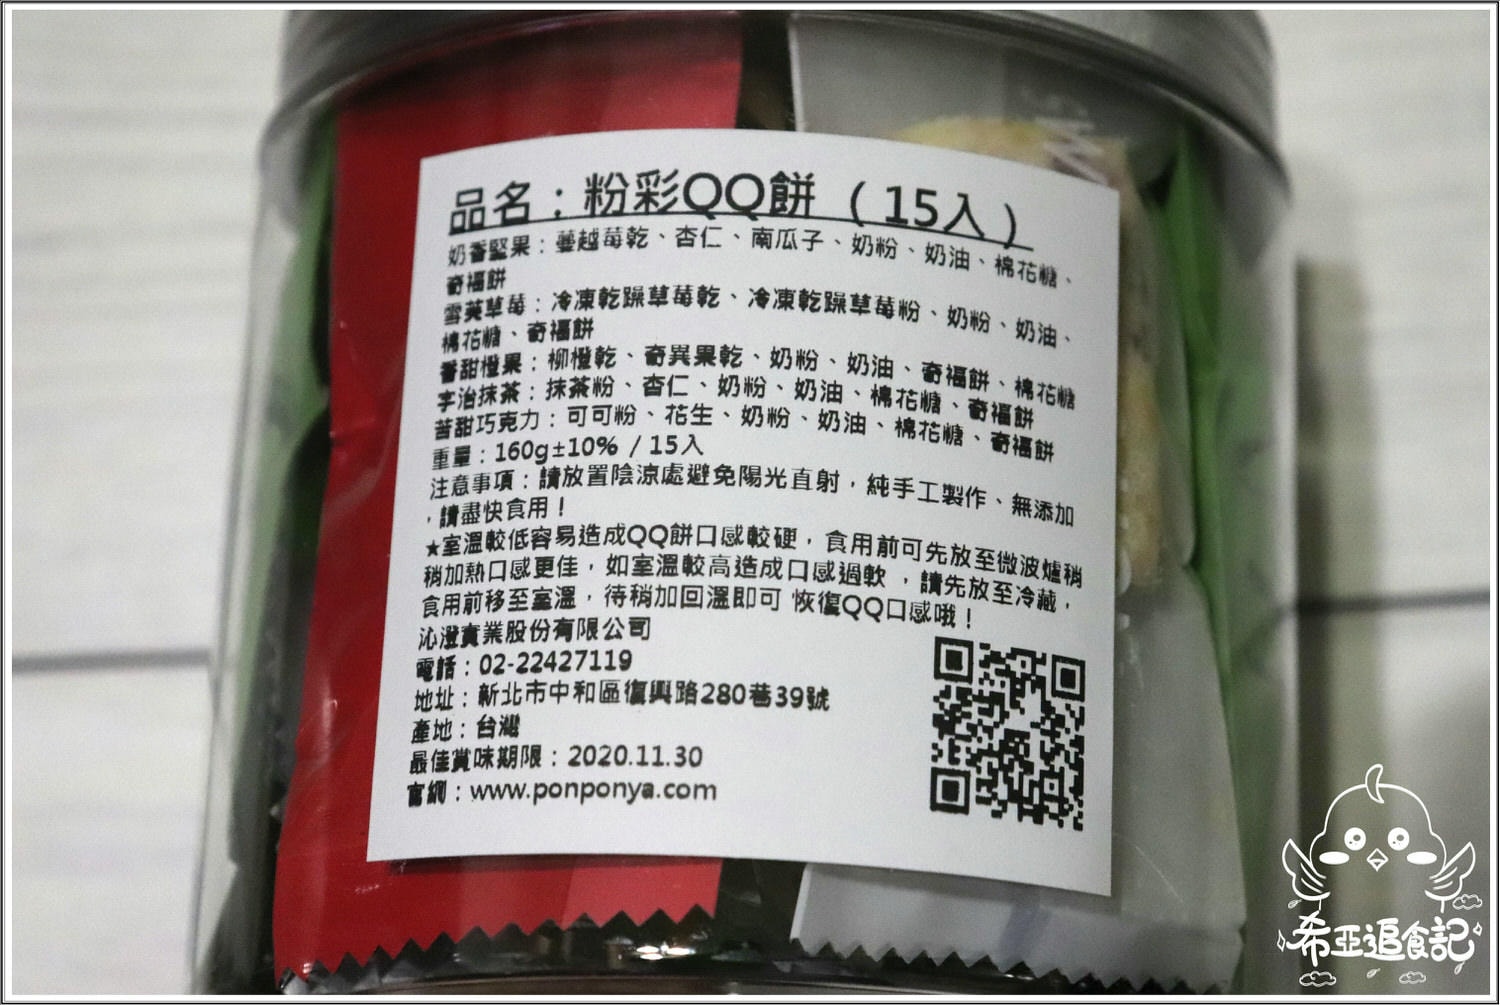 品名：粉彩QQ餅（15入）
奶香堅果：蔓越莓乾、杏仁、南瓜子、奶粉、奶油、棉花糖、
奇福餅
雪芙草莓：冷凍乾躁草莓乾、冷凍乾躁草莓粉、奶粉、奶油、
棉花糖、奇福餅
香甜橙果：柳橙乾、奇異果乾、奶粉、奶油、奇福餅、棉花糖
宇治抹茶：抹茶粉、杏仁、奶粉、奶油、棉花糖、奇福餅
苦甜巧克力：可可粉、花生、奶粉、奶油、棉花糖、奇福餅
重量：160g±10% / 15入
注意事項：請放置陰涼處避免陽光直射，純手工製作、無添加
，請盡快食用！
★室溫較低容易造成QQ餅口感較硬，食用前可先放至微波爐稍
稍加熱口感更佳，如室溫較高造成口感過軟，請先放至冷藏，
食用前移至室溫，待稍加回溫即可 恢復QQ口感哦！
沁澄實業股份有限公司
電話：02-22427119
地址：新北市中和區復興路280巷39號
產地：台灣
最佳賞味期限：2020.11.30
官網：www.ponponya.com
希亞追食記